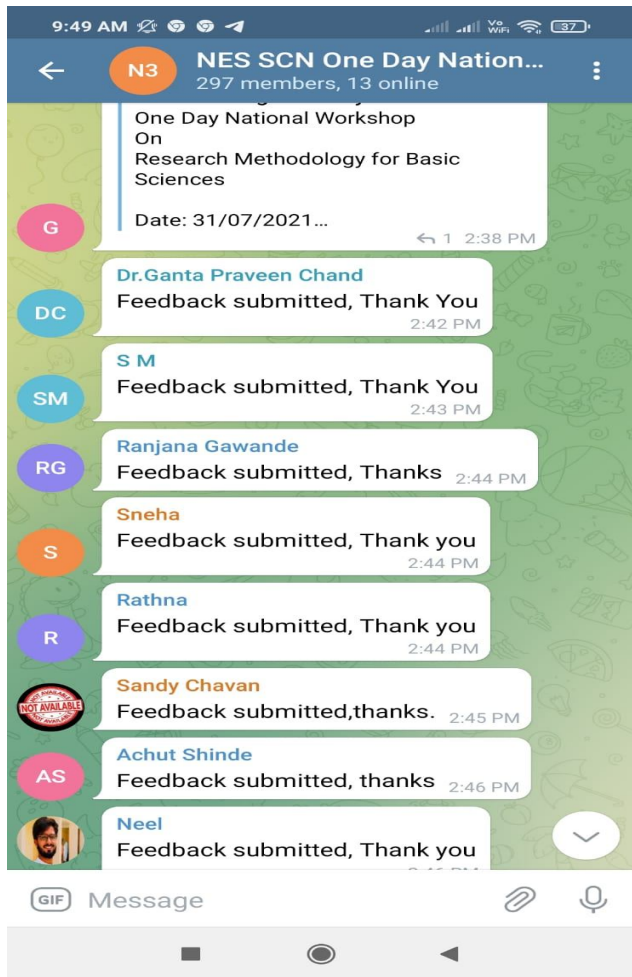 9:49 AM Vo WiFi 37
N3 NES SCN One Day Nation...
297 members, 13 online
One Day National Workshop
On
Research Methodology for Basic
Sciences
Date: 31/07/2021...
G 1 2:38 PM
Dr.Ganta Praveen Chand
DC Feedback submitted, Thank You
2:42 PM
S M
SM Feedback submitted, Thank You
2:43 PM
Ranjana Gawande
RG Feedback submitted, Thanks 2:44 PM
Sneha
S Feedback submitted, Thank you
2:44 PM
Rathna
R Feedback submitted, Thank you
2:44 PM
Sandy Chavan
NOT AVAILABLE Feedback submitted,thanks. 2:45 PM
Achut Shinde
AS Feedback submitted, thanks 2:46 PM
Neel
Feedback submitted, Thank you
GIF Message